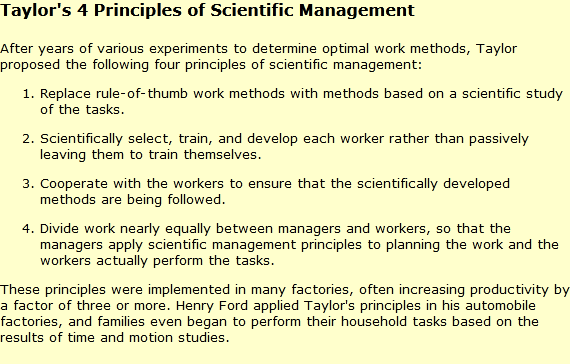 Taylor's 4 Principles of Scientific Management
After years of various experiments to determine optimal work methods, Taylor
proposed the following four principles of scientific management:
1. Replace rule-of-thumb work methods with methods based on a scientific study
of the tasks.
2. Scientifically select, train, and develop each worker rather than passively
leaving them to train themselves.
3. Cooperate with the workers to ensure that the scientifically developed
methods are being followed.
4. Divide work nearly equally between managers and workers, so that the
managers apply scientific management principles to planning the work and the
workers actually perform the tasks.
These principles were implemented in many factories, often increasing productivity by
a factor of three or more. Henry Ford applied Taylor's principles in his automobile
factories, and families even began to perform their household tasks based on the
results of time and motion studies.